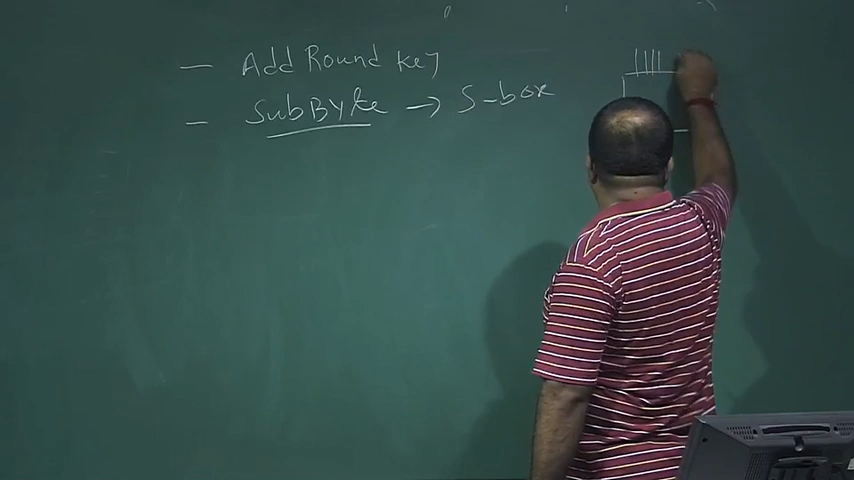 — Add Round key
— SubByte → S-box